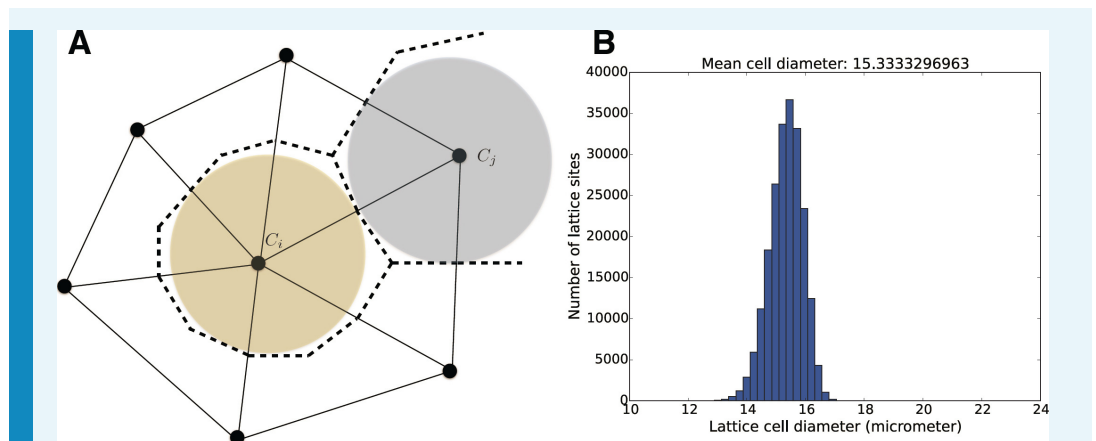 A
C_i
C_j
B
Mean cell diameter: 15.3333296963
40000
35000
30000
25000
20000
15000
10000
5000
0
10 12 14 16 18 20 22 24
Number of lattice sites
Lattice cell diameter (micrometer)